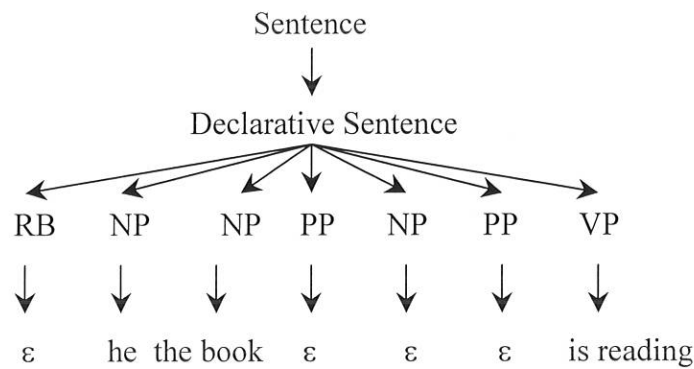 Sentence
Declarative Sentence
RB NP NP PP NP PP VP
ε he the book ε ε ε is reading